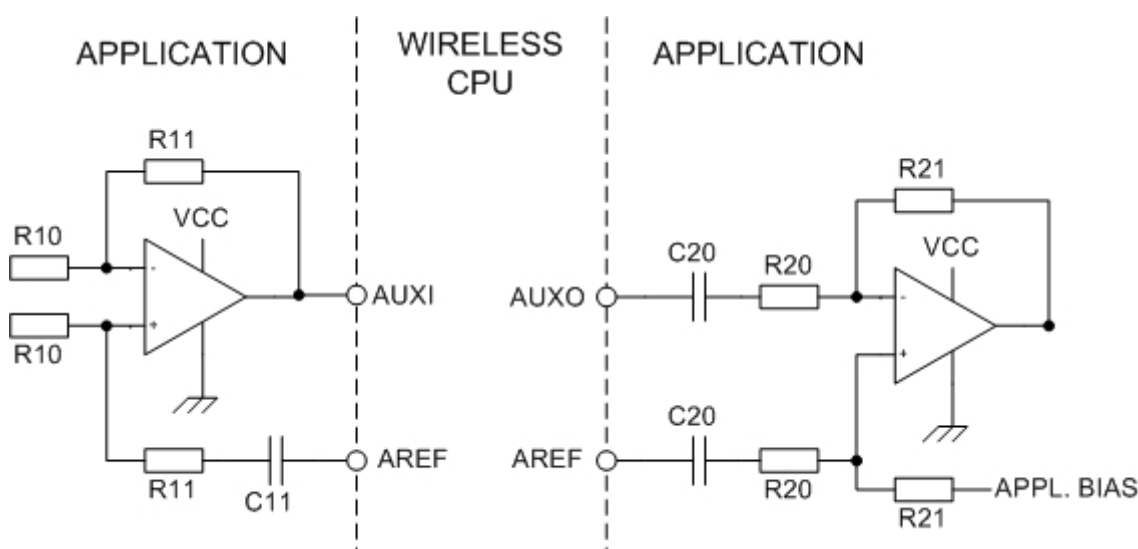 APPLICATION
WIRELESS
CPU
APPLICATION
R11
VCC
R10
-
+
R10
AUXI
R11
C11
AREF
R21
VCC
C20
R20
AUXO
-
+
C20
AREF
R20
R21
APPL. BIAS